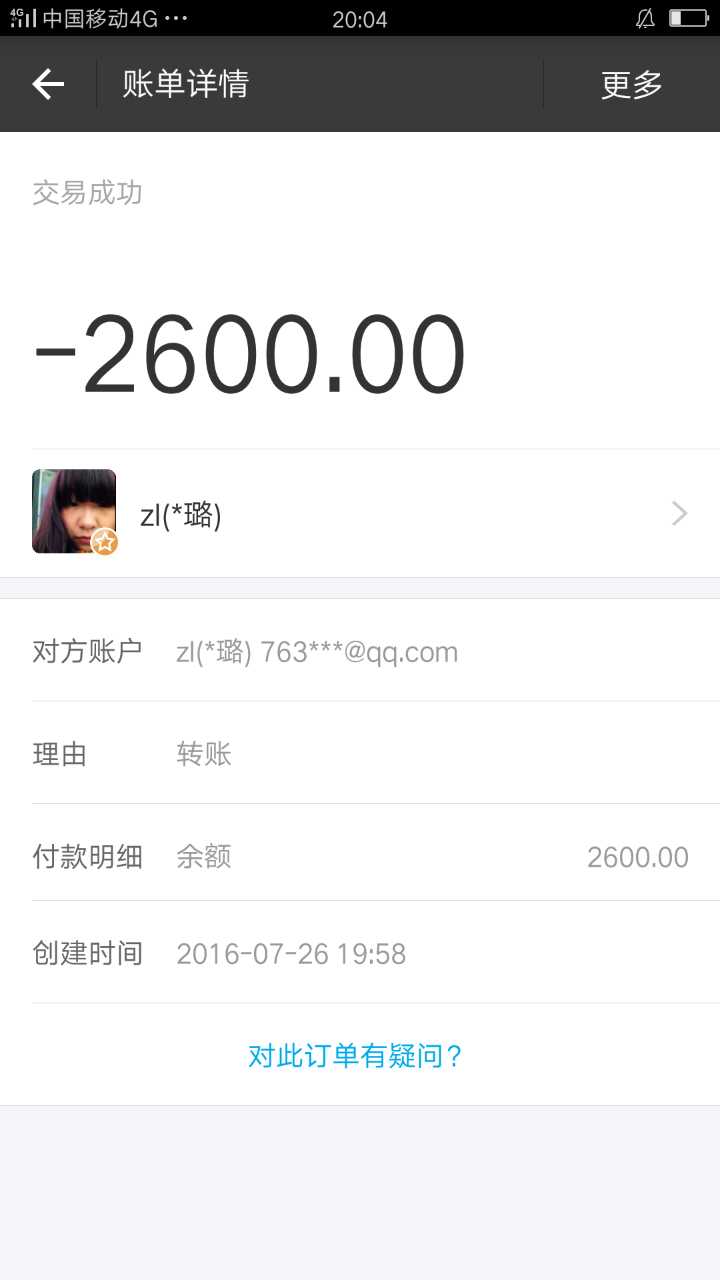 4G 中国移动4G ··· 20:04
账单详情 更多
交易成功
-2600.00
zl(*璐)
对方账户 zl(*璐) 763***@qq.com
理由 转账
付款明细 余额 2600.00
创建时间 2016-07-26 19:58
对此订单有疑问?